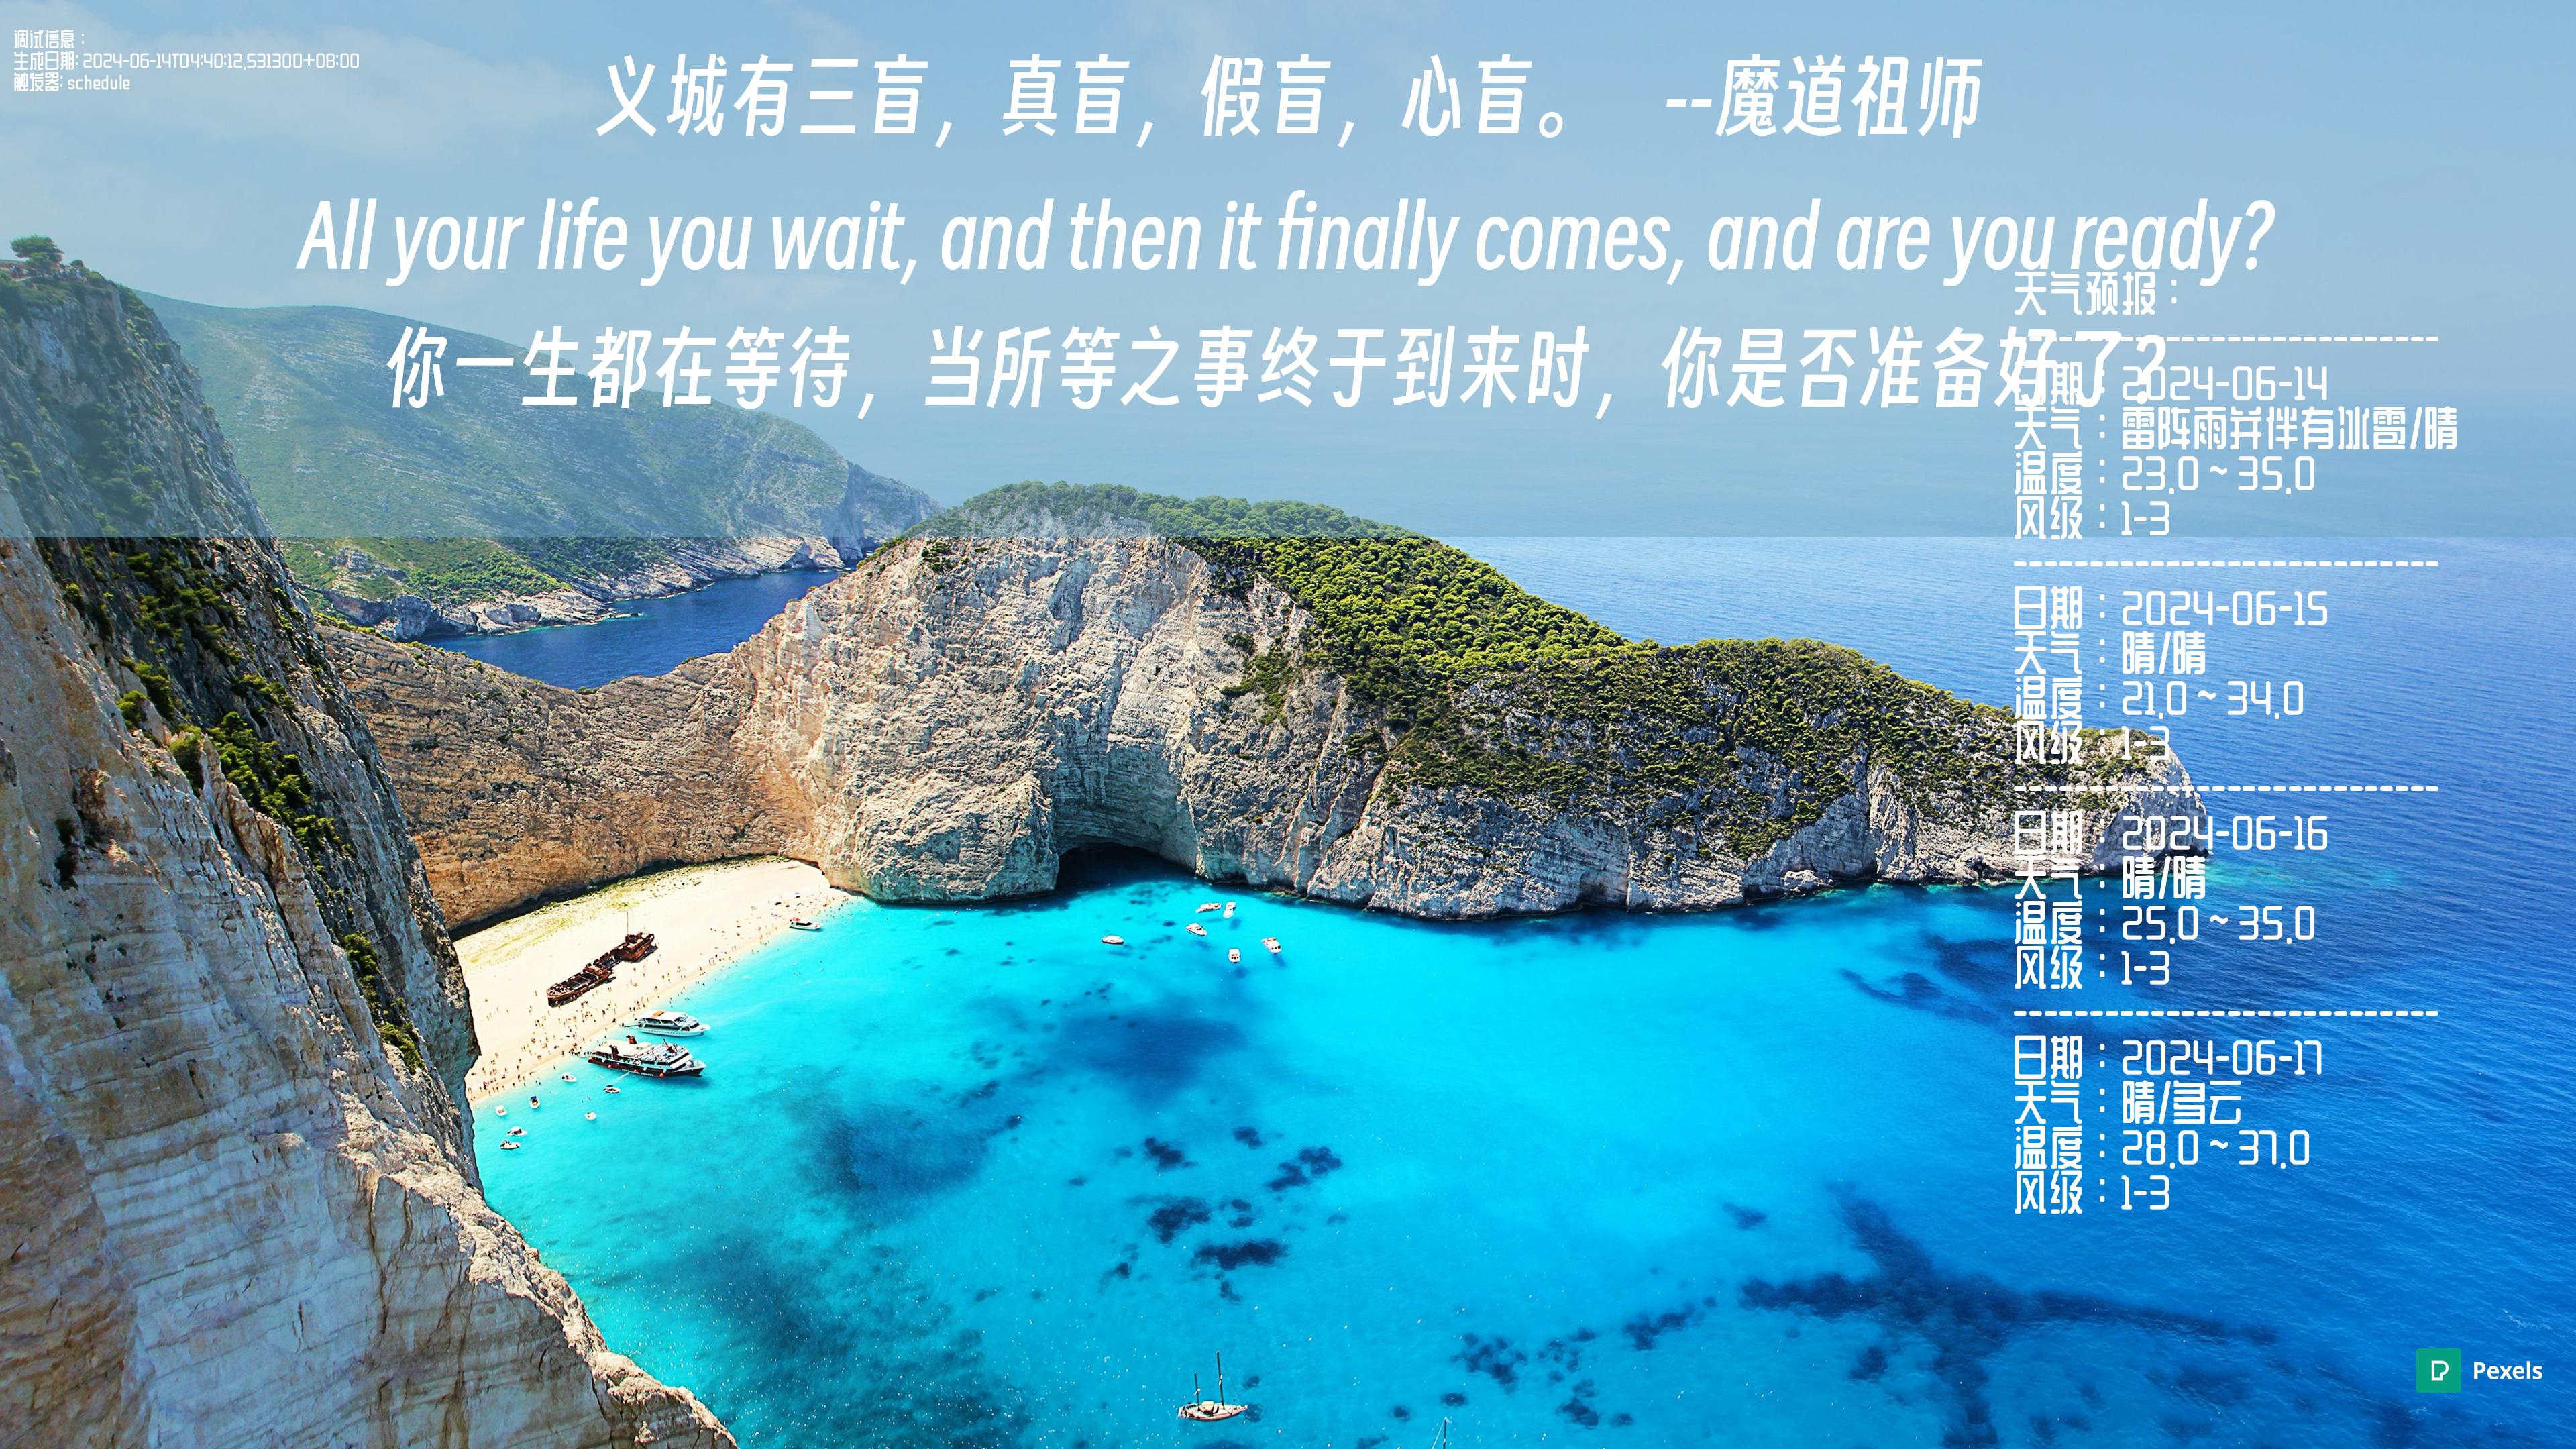 调试信息：
生成日期: 2024-06-14T04:40:12.531300+08:00
触发器: schedule
义城有三盲，真盲，假盲，心盲。 --魔道祖师
All your life you wait, and then it finally comes, and are you ready?
你一生都在等待，当所等之事终于到来时，你是否准备好了？
天气预报：
----------------------------
日期：2024-06-14
天气：雷阵雨并伴有冰雹/晴
温度：23.0 ~ 35.0
风级：1-3
----------------------------
日期：2024-06-15
天气：晴/晴
温度：21.0 ~ 34.0
风级：1-3
----------------------------
日期：2024-06-16
天气：晴/晴
温度：25.0 ~ 35.0
风级：1-3
----------------------------
日期：2024-06-17
天气：晴/多云
温度：28.0 ~ 37.0
风级：1-3
Pexels